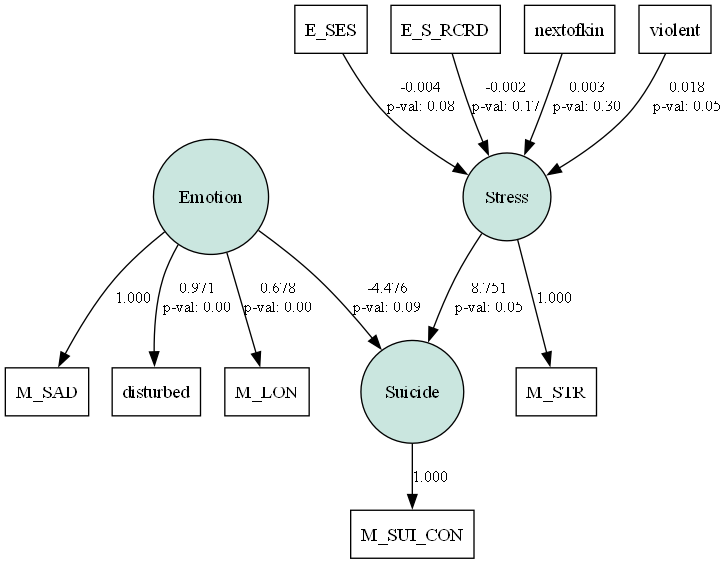 E_SES
E_S_RCRD
nextofkin
violent
-0.004
p-val: 0.08
-0.002
p-val: 0.17
0.003
p-val: 0.30
0.018
p-val: 0.05
Emotion
Stress
1.000
0.971
p-val: 0.00
0.678
p-val: 0.00
-4.476
p-val: 0.09
8.751
p-val: 0.05
1.000
M_SAD
disturbed
M_LON
Suicide
M_STR
1.000
M_SUI_CON